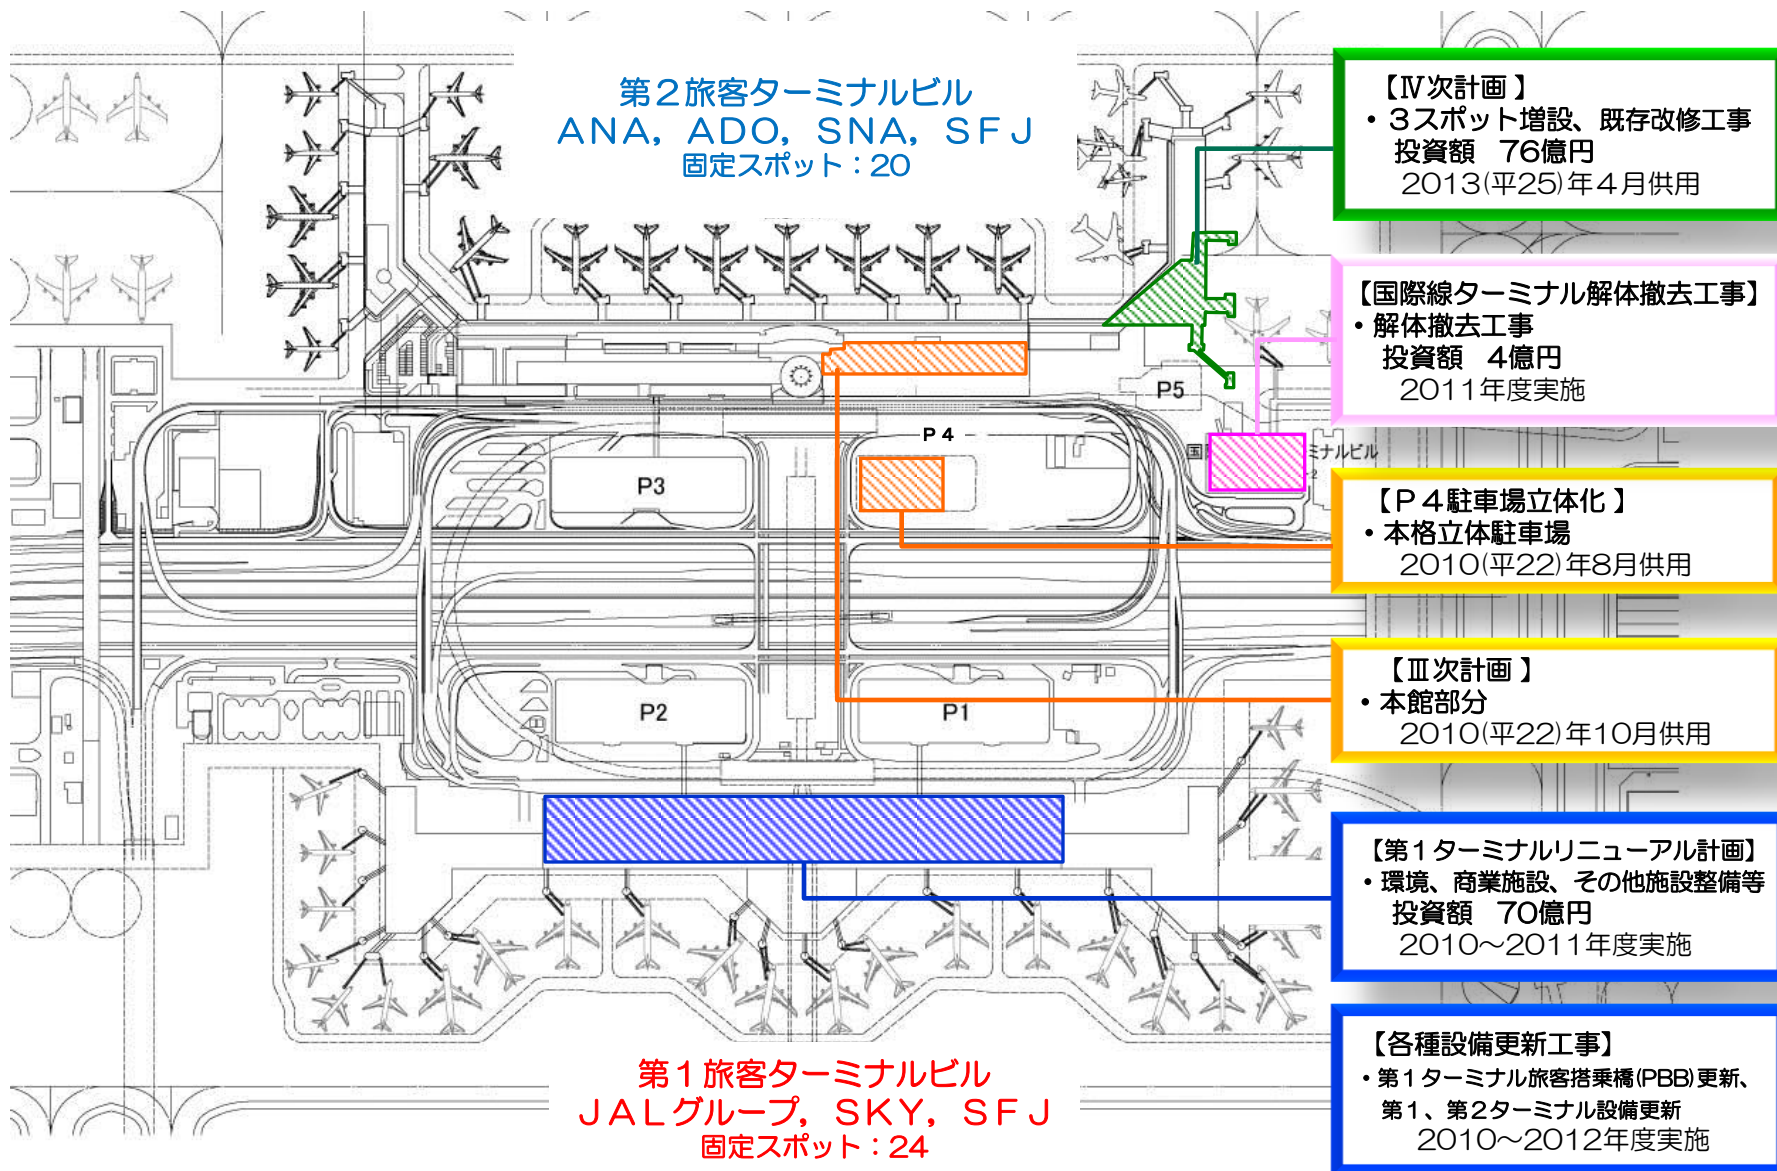 第２旅客ターミナルビル
ANA, ADO, SNA, SFJ
固定スポット：20
【Ⅳ次計画】
・３スポット増設、既存改修工事
投資額　76億円
2013(平25)年４月供用
【国際線ターミナル解体撤去工事】
・解体撤去工事
投資額　4億円
2011年度実施
P5
P４
P3
国
ミナルビル
【Ｐ４駐車場立体化】
・本格立体駐車場
2010(平22)年8月供用
【Ⅲ次計画】
・本館部分
2010(平22)年10月供用
P2
P1
【第１ターミナルリニューアル計画】
・環境、商業施設、その他施設整備等
投資額　70億円
2010～2011年度実施
【各種設備更新工事】
・第１ターミナル旅客搭乗橋(PBB)更新、
第１、第２ターミナル設備更新
2010～2012年度実施
第１旅客ターミナルビル
ＪＡＬグループ, SKY, SFJ
固定スポット：24